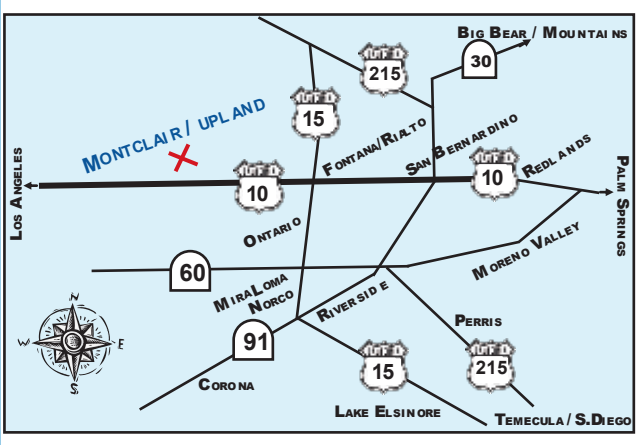 BIG BEAR / MOUNTAINS
30
215
15
MONTCLAIR / UPLAND
FONTANA/RIALTO
SAN BERNARDINO
REDLANDS
LOS ANGELES
10
10
PALM SPRINGS
ONTARIO
MORENO VALLEY
60
MIRALOMA
NORCO
RIVERSIDE
N
W
E
S
91
PERRIS
15
215
CORONA
LAKE ELSINORE
TEMECULA / S.DIEGO